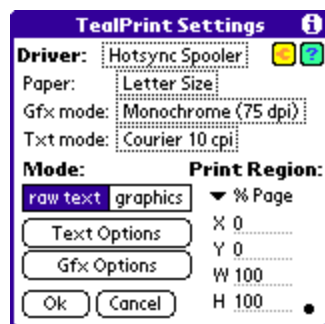 TealPrint Settings i
Driver: Hotsync Spooler ?
Paper: Letter Size
Gfx mode: Monochrome (75 dpi)
Txt mode: Courier 10 cpi
Mode: Print Region:
raw text graphics % Page
Text Options X 0
Y 0
Gfx Options W 100
Ok Cancel H 100